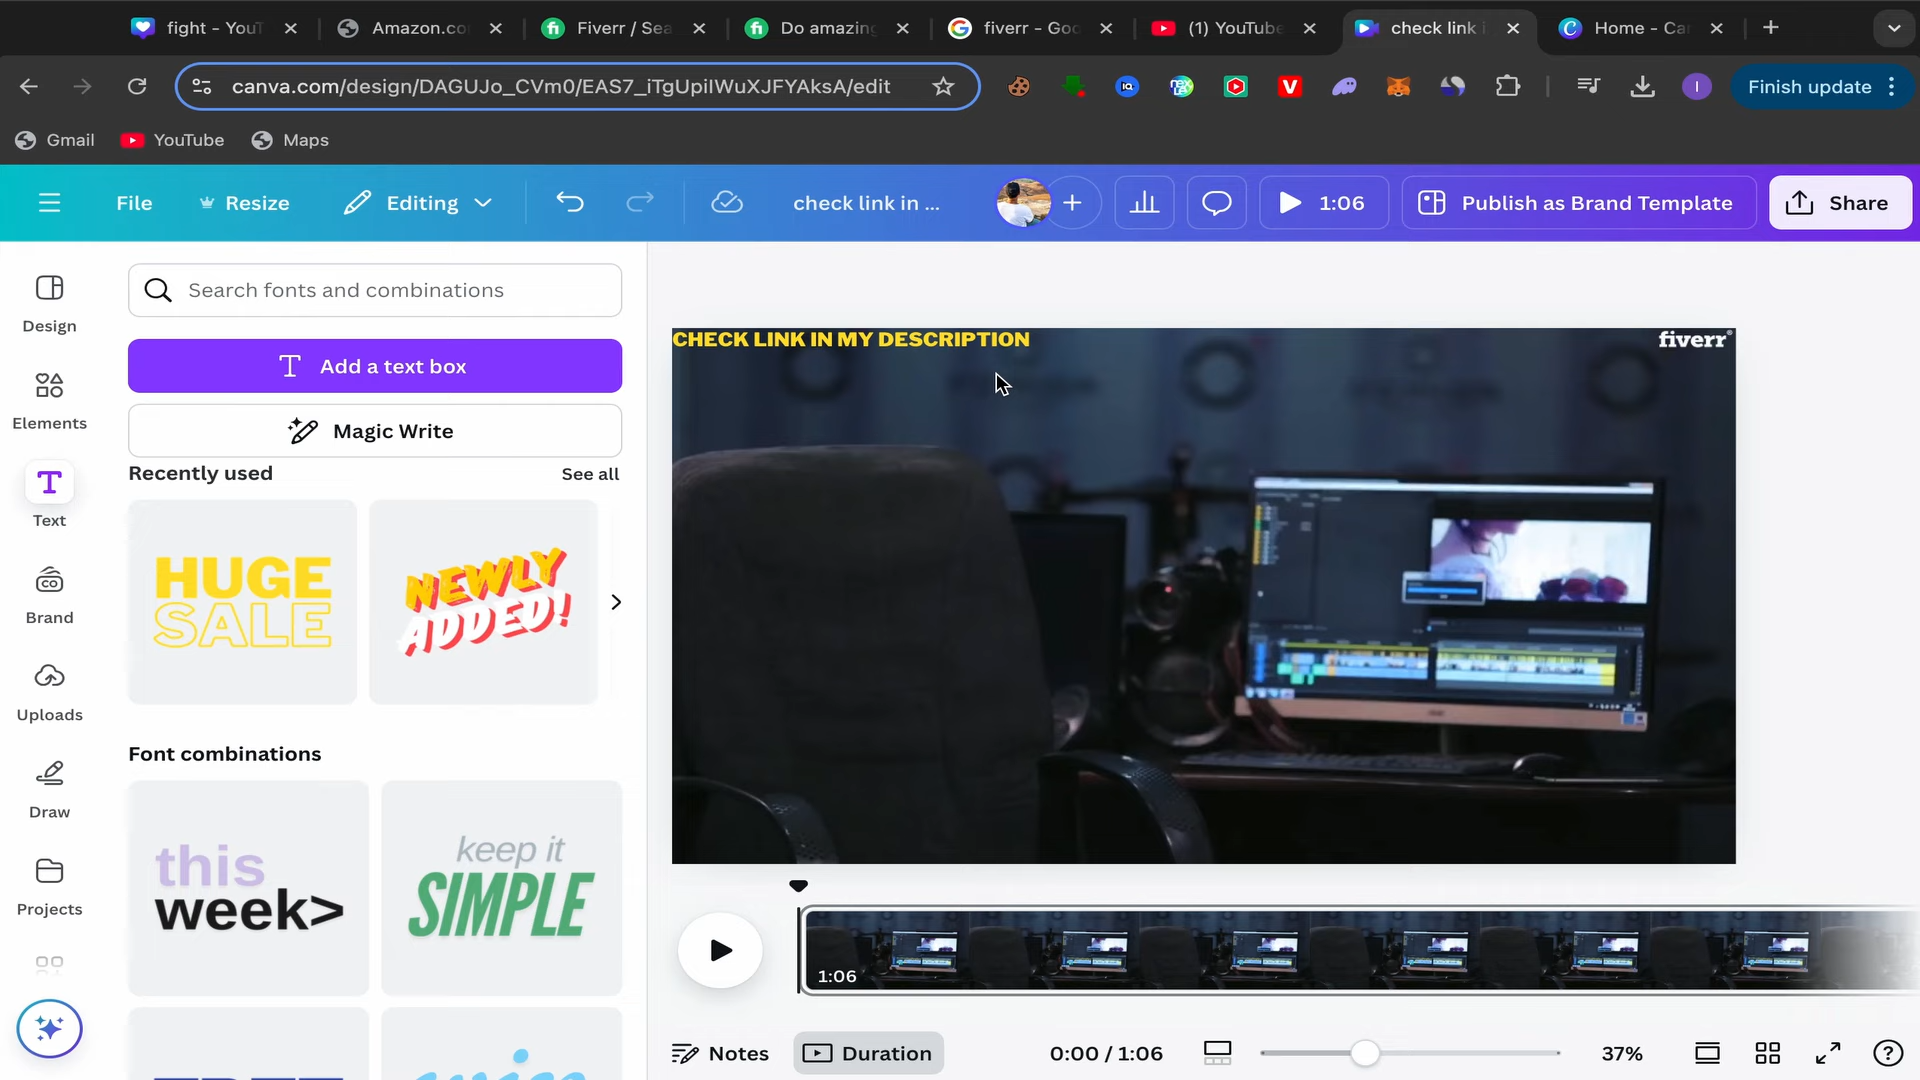 fight - YouT
Amazon.co
Fiverr / Sea
Do amazing
fiverr - Goo
(1) YouTube
check link i
Home - Can
canva.com/design/DAGUJo_CVm0/EAS7_iTgUpiIWuXJFYAksA/edit
Finish update
Gmail
YouTube
Maps
File
Resize
Editing
check link in ...
1:06
Publish as Brand Template
Share
Design
Elements
Text
Brand
Uploads
Draw
Projects
Search fonts and combinations
Add a text box
Magic Write
Recently used
See all
HUGE
SALE
NEWLY
ADDED!
Font combinations
this
week>
keep it
SIMPLE
CHECK LINK IN MY DESCRIPTION
fiverr®
1:06
Notes
Duration
0:00 / 1:06
37%